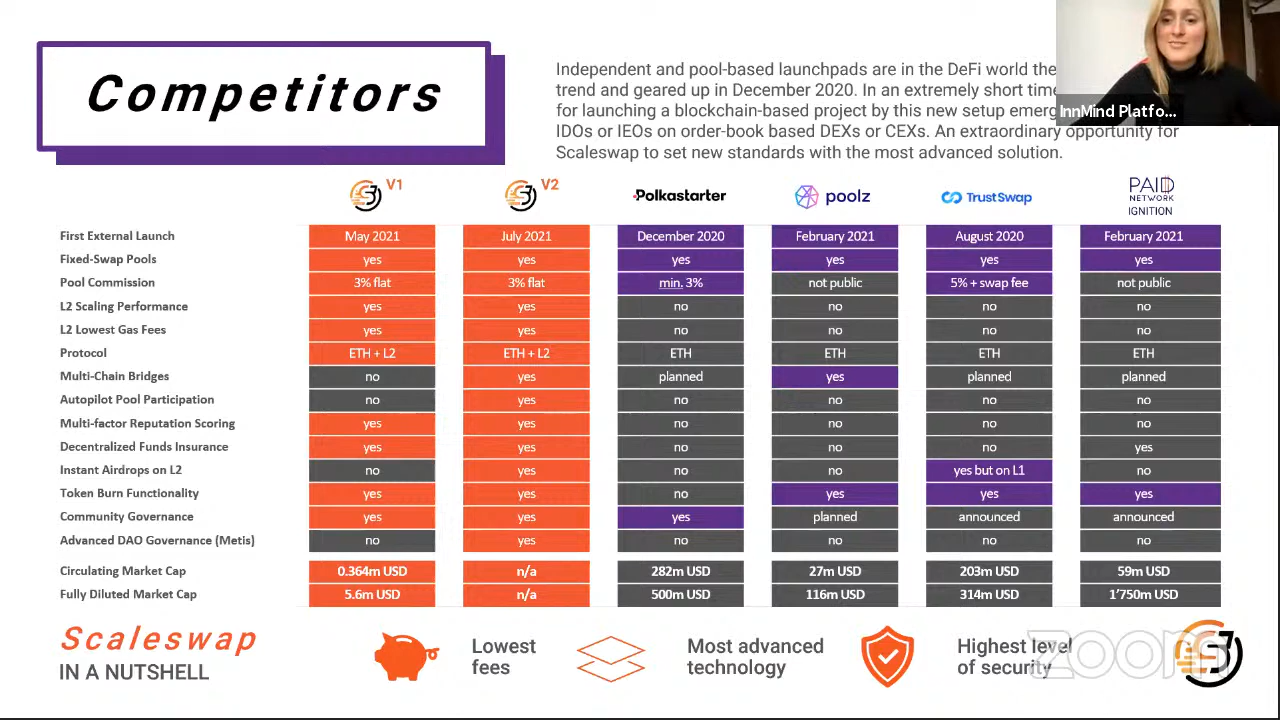 Competitors
Independent and pool-based launchpads are in the DeFi world the
trend and geared up in December 2020. In an extremely short time
for launching a blockchain-based project by this new setup emerg
IDOs or IEOs on order-book based DEXs or CEXs. An extraordinary opportunity for
Scaleswap to set new standards with the most advanced solution.
InnMind Platfo...
V1 V2 Polkastarter poolz TrustSwap PAID NETWORK IGNITION
First External Launch May 2021 July 2021 December 2020 February 2021 August 2020 February 2021
Fixed-Swap Pools yes yes yes yes yes yes
Pool Commission 3% flat 3% flat min. 3% not public 5% + swap fee not public
L2 Scaling Performance yes yes no no no no
L2 Lowest Gas Fees yes yes no no no no
Protocol ETH + L2 ETH + L2 ETH ETH ETH ETH
Multi-Chain Bridges no yes planned yes planned planned
Autopilot Pool Participation no yes no no no no
Multi-factor Reputation Scoring yes yes no no no no
Decentralized Funds Insurance yes yes no no no yes
Instant Airdrops on L2 no yes no no yes but on L1 no
Token Burn Functionality yes yes no yes yes yes
Community Governance yes yes yes planned announced announced
Advanced DAO Governance (Metis) no yes no no no no
Circulating Market Cap 0.364m USD n/a 282m USD 27m USD 203m USD 59m USD
Fully Diluted Market Cap 5.6m USD n/a 500m USD 116m USD 314m USD 1'750m USD
Scaleswap
IN A NUTSHELL
Lowest
fees
Most advanced
technology
Highest level
of security
zoom